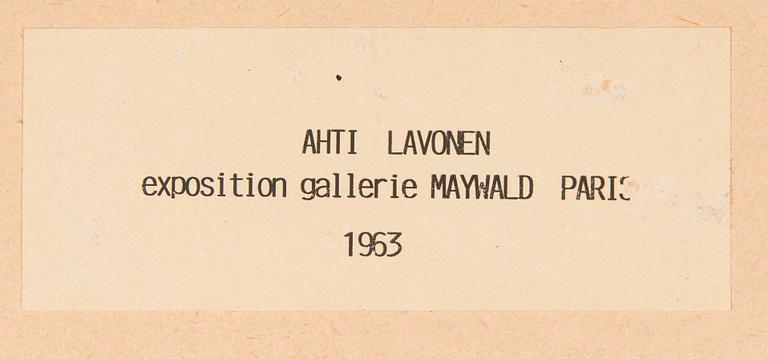 AHTI LAVONEN
exposition gallerie MAYWALD PARIS
1963